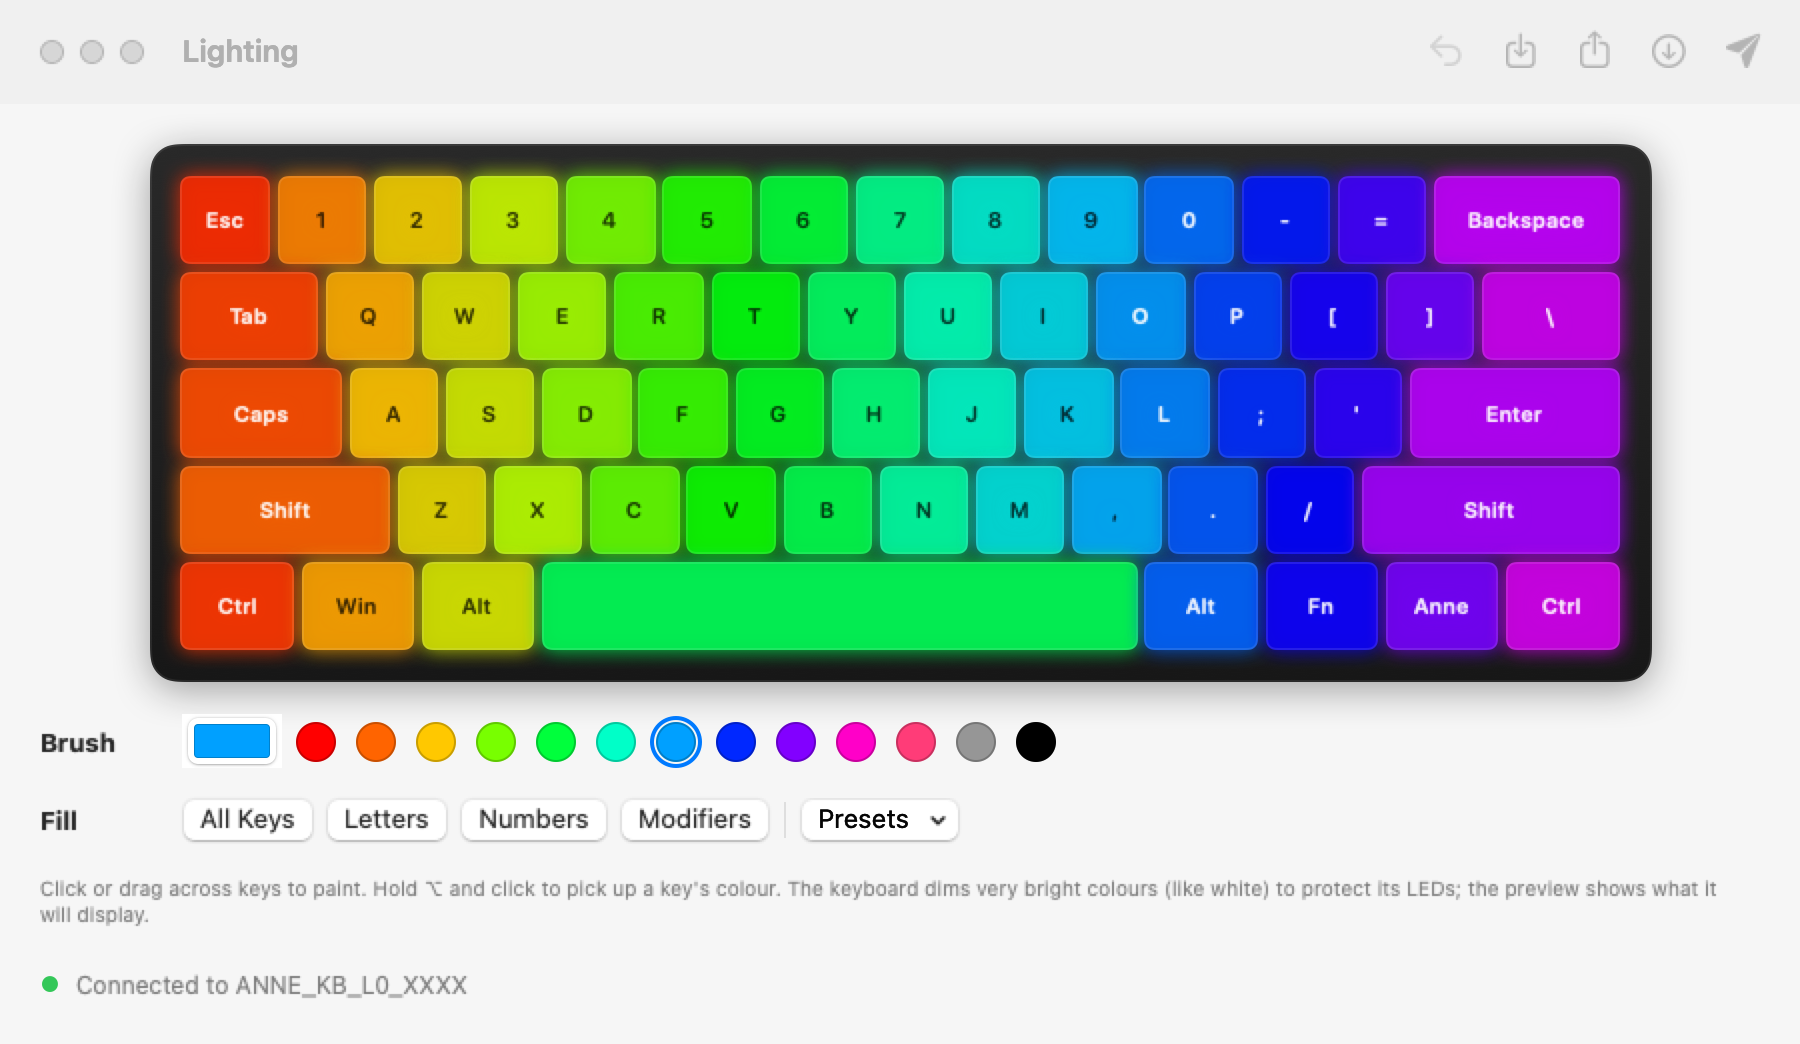 Lighting
Esc 1 2 3 4 5 6 7 8 9 0 - = Backspace
Tab Q W E R T Y U I O P [ ] \
Caps A S D F G H J K L ; ' Enter
Shift Z X C V B N M , . / Shift
Ctrl Win Alt Alt Fn Anne Ctrl
Brush
Fill All Keys Letters Numbers Modifiers Presets
Click or drag across keys to paint. Hold ⌥ and click to pick up a key's colour. The keyboard dims very bright colours (like white) to protect its LEDs; the preview shows what it
will display.
Connected to ANNE_KB_L0_XXXX